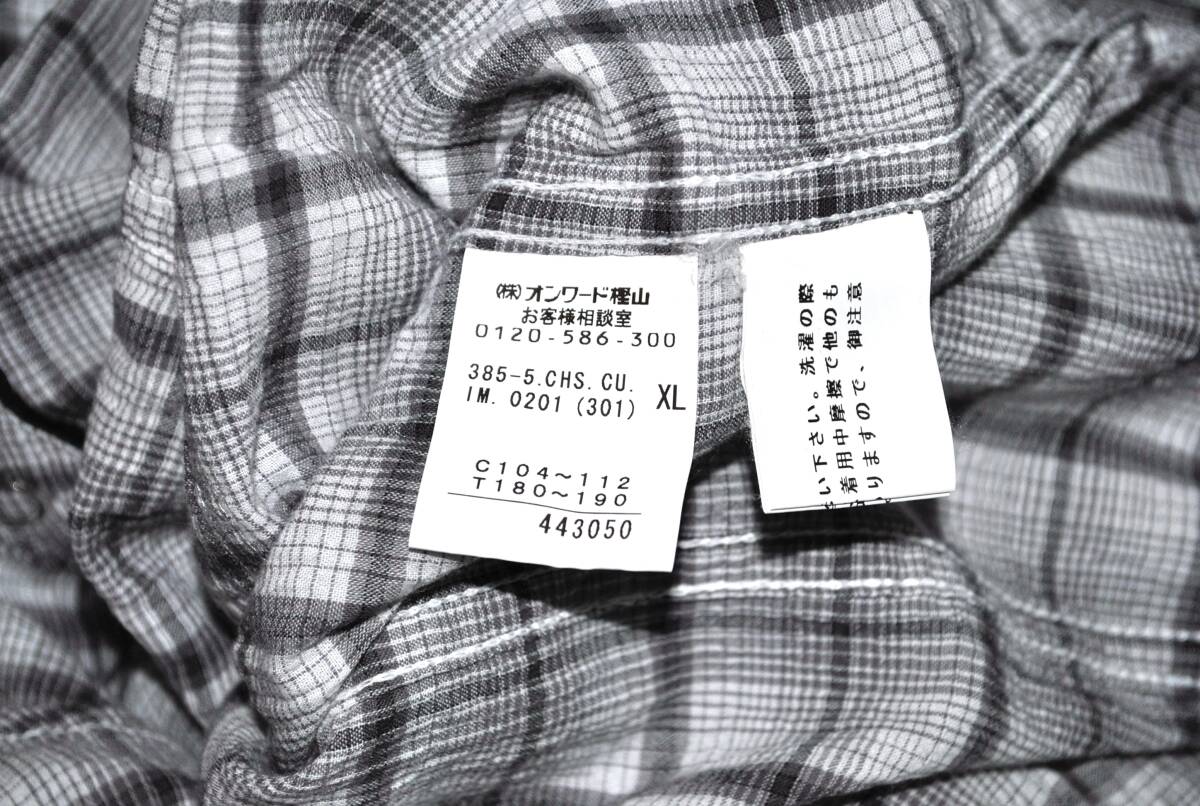 (株)オンワード樫山
お客様相談室
0120-586-300
385-5.CHS.CU.
IM. 0201 (301) XL
C104~112
T180~190
443050
い下さい。洗濯の際
着用中摩擦で他のも
りますので、御注意